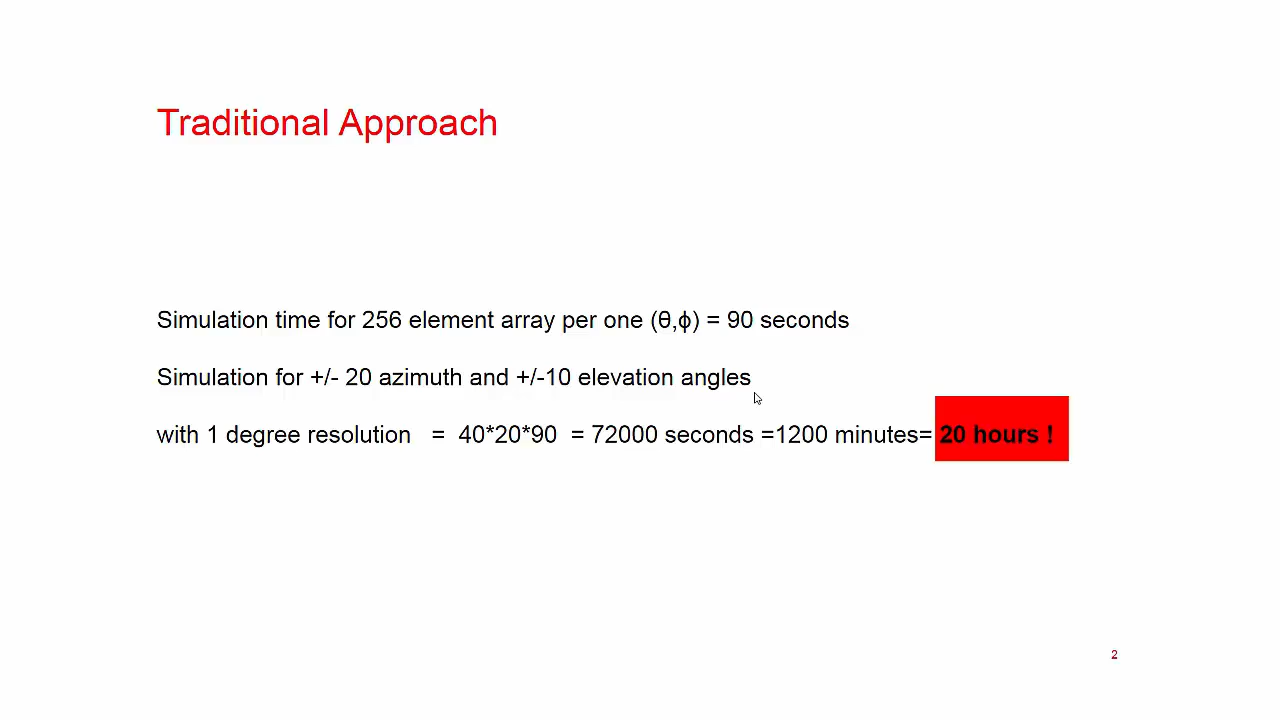 Traditional Approach
Simulation time for 256 element array per one (θ,ϕ) = 90 seconds
Simulation for +/- 20 azimuth and +/-10 elevation angles
with 1 degree resolution = 40*20*90 = 72000 seconds =1200 minutes= 20 hours !
2